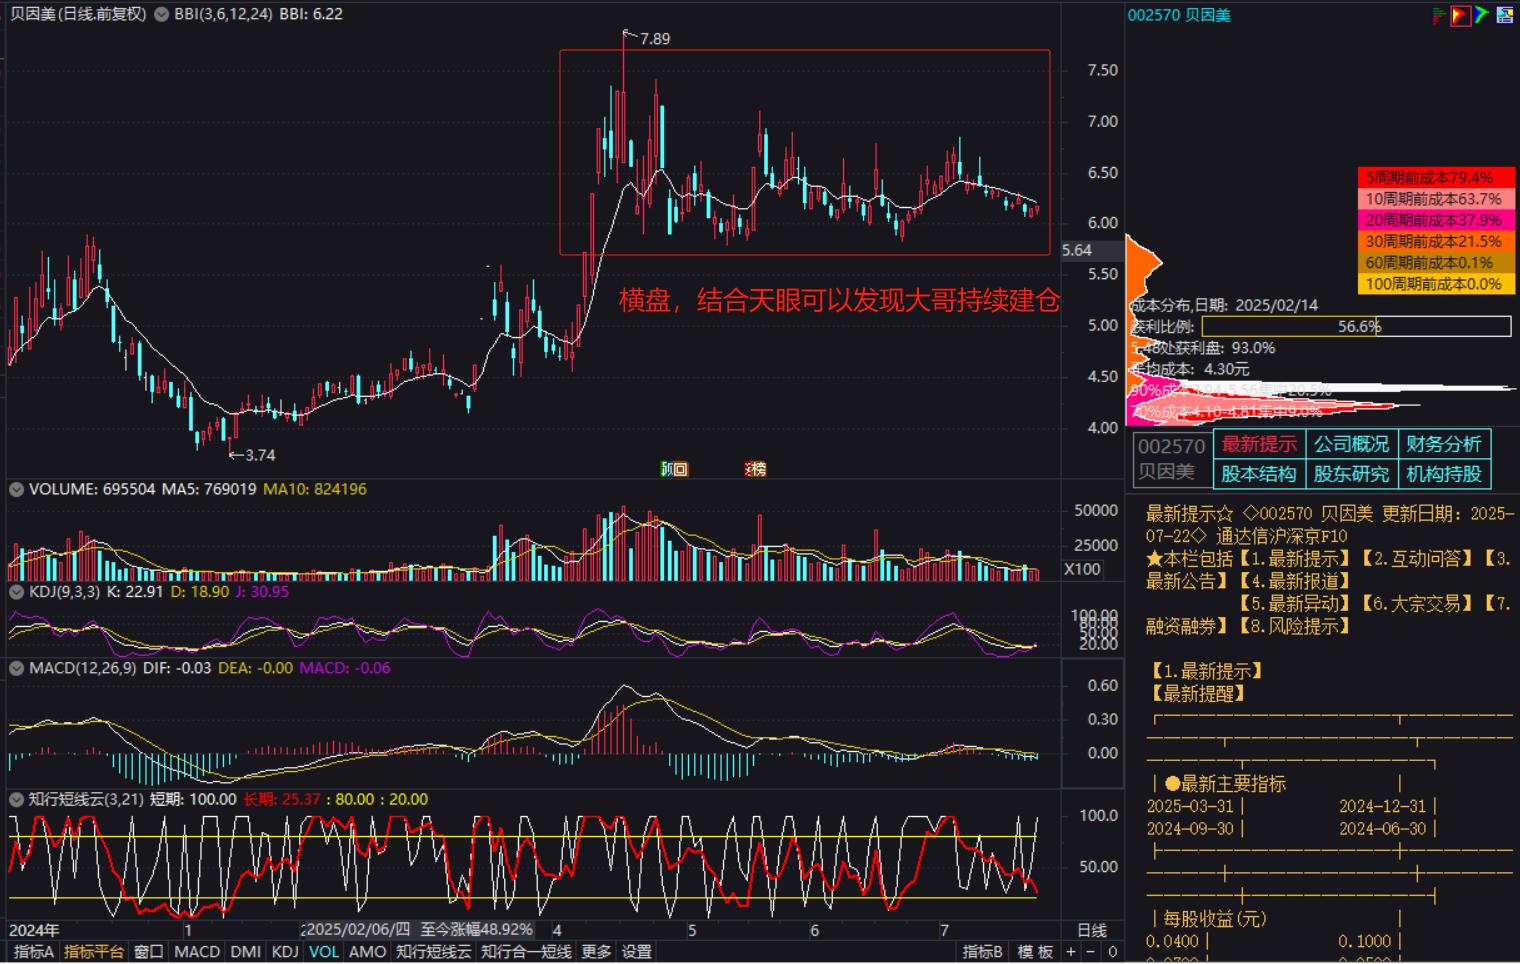 贝因美(日线.前复权) BBI(3,6,12,24) BBI: 6.22
7.89
7.50
7.00
6.50
6.00
5.64
5.50
5.00
4.50
4.00
横盘，结合天眼可以发现大哥持续建仓
3.74
榜
VOLUME: 695504 MA5: 769019 MA10: 824196
50000
25000
X100
KDJ(9,3,3) K: 22.91 D: 18.90 J: 30.95
100.00
20.00
MACD(12,26,9) DIF: -0.03 DEA: -0.00 MACD: -0.06
0.60
0.30
0.00
知行短线云(3,21) 短期: 100.00 长期: 25.37 : 80.00 : 20.00
100.0
50.00
2024年 1 2025/02/06/四 至今涨幅48.92% 4 5 6 7 日线
指标A 指标平台 窗口 MACD DMI KDJ VOL AMO 知行短线云 知行合一短线 更多 设置 指标B 模 板 + - 0
002570 贝因美
5周期前成本79.4%
10周期前成本63.7%
20周期前成本37.9%
30周期前成本21.5%
60周期前成本0.1%
100周期前成本0.0%
成本分布,日期: 2025/02/14
获利比例: 56.6%
5.48处获利盘: 93.0%
平均成本: 4.30元
90%成本3.94-5.56集中20.5%
70%成本4.10-4.81集中9.0%
002570 贝因美
最新提示 公司概况 财务分析
股本结构 股东研究 机构持股
最新提示☆ ◇002570 贝因美 更新日期：2025-
07-22◇ 通达信沪深京F10
★本栏包括【1.最新提示】【2.互动问答】【3.
最新公告】【4.最新报道】
【5.最新异动】【6.大宗交易】【7.
融资融券】【8.风险提示】
【1.最新提示】
【最新提醒】
●最新主要指标
2025-03-31 2024-12-31
2024-09-30 2024-06-30
每股收益(元)
0.0400 0.1000